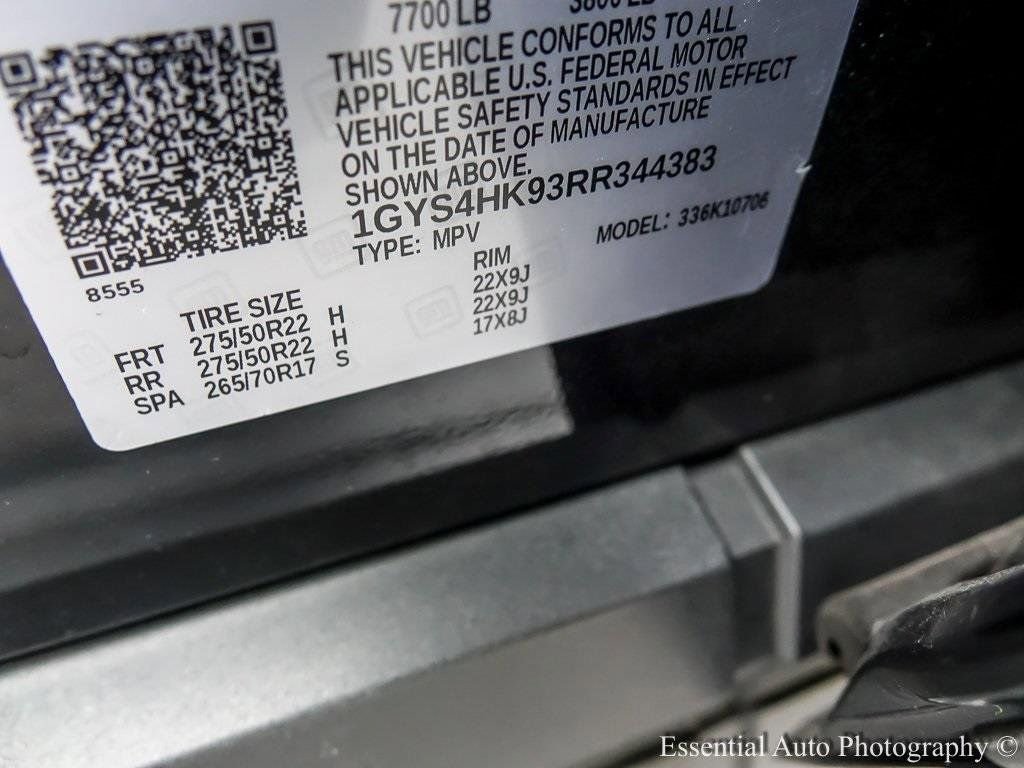 7700 LB 3800 LB
THIS VEHICLE CONFORMS TO ALL
APPLICABLE U.S. FEDERAL MOTOR
VEHICLE SAFETY STANDARDS IN EFFECT
ON THE DATE OF MANUFACTURE
SHOWN ABOVE.
1GYS4HK93RR344383
TYPE: MPV MODEL: 336K10706
8555
TIRE SIZE RIM
FRT 275/50R22 H 22X9J
RR 275/50R22 H 22X9J
SPA 265/70R17 S 17X8J
Essential Auto Photography ©